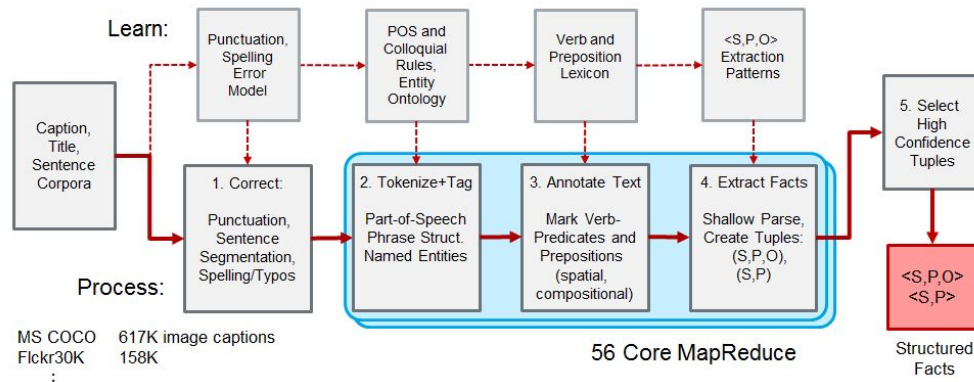 Learn:
Punctuation,
Spelling
Error
Model
POS and
Colloquial
Rules,
Entity
Ontology
Verb and
Preposition
Lexicon
<S,P,O>
Extraction
Patterns
Caption,
Title,
Sentence
Corpora
1. Correct:
Punctuation,
Sentence
Segmentation,
Spelling/Typos
2. Tokenize+Tag
Part-of-Speech
Phrase Struct.
Named Entities
3. Annotate Text
Mark Verb-
Predicates and
Prepositions
(spatial,
compositional)
4. Extract Facts
Shallow Parse,
Create Tuples:
(S,P,O),
(S,P)
5. Select
High
Confidence
Tuples
<S,P,O>
<S,P>
Structured
Facts
Process:
MS COCO 617K image captions
Flckr30K 158K
:
56 Core MapReduce